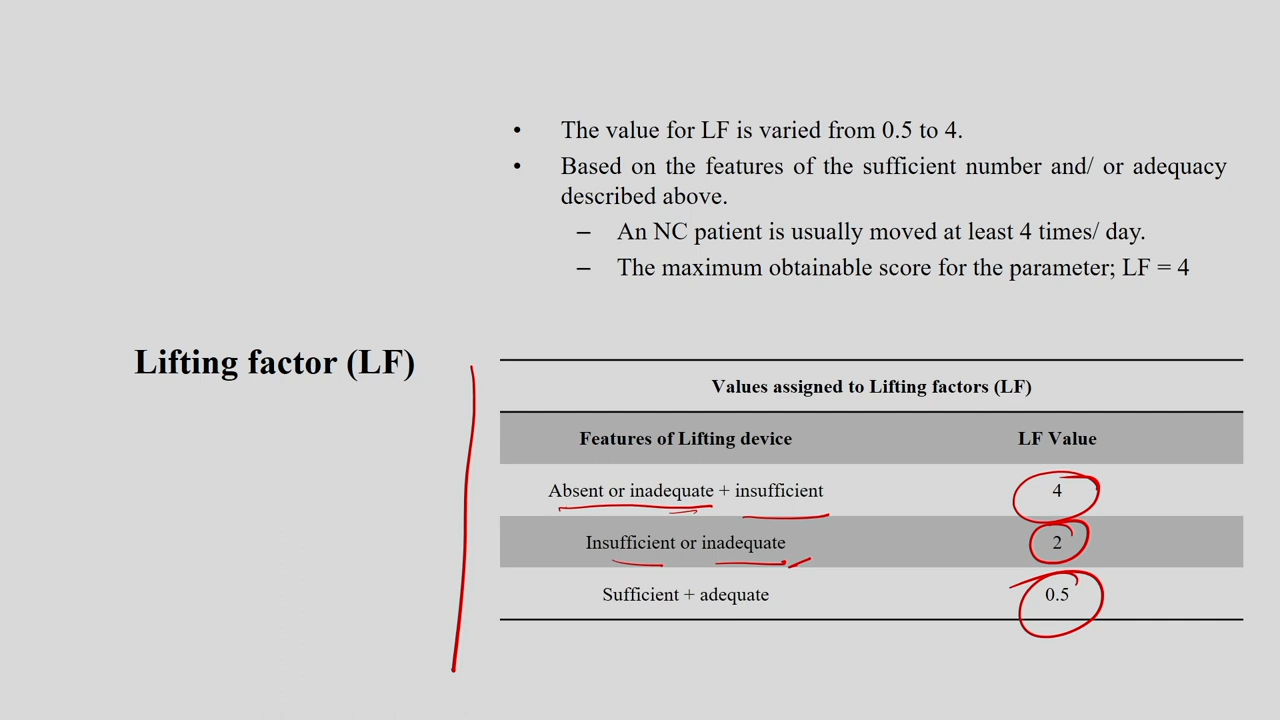 • The value for LF is varied from 0.5 to 4.
• Based on the features of the sufficient number and/ or adequacy
described above.
– An NC patient is usually moved at least 4 times/ day.
– The maximum obtainable score for the parameter; LF = 4
Lifting factor (LF)
Values assigned to Lifting factors (LF)
Features of Lifting device LF Value
Absent or inadequate + insufficient 4
Insufficient or inadequate 2
Sufficient + adequate 0.5